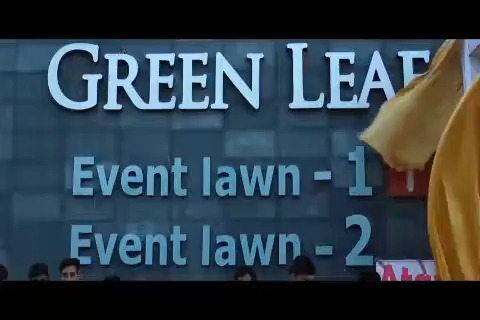 GREEN LEAF
Event lawn - 1
Event lawn - 2